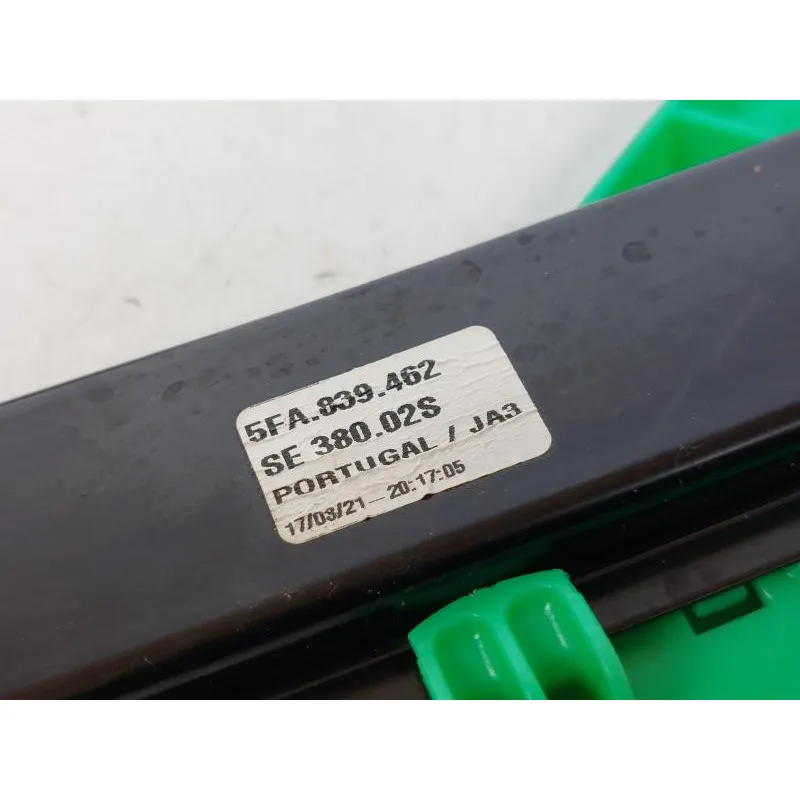 5FA.839.462
SE 380.02S
PORTUGAL / JA3
17/03/21-20:17:05